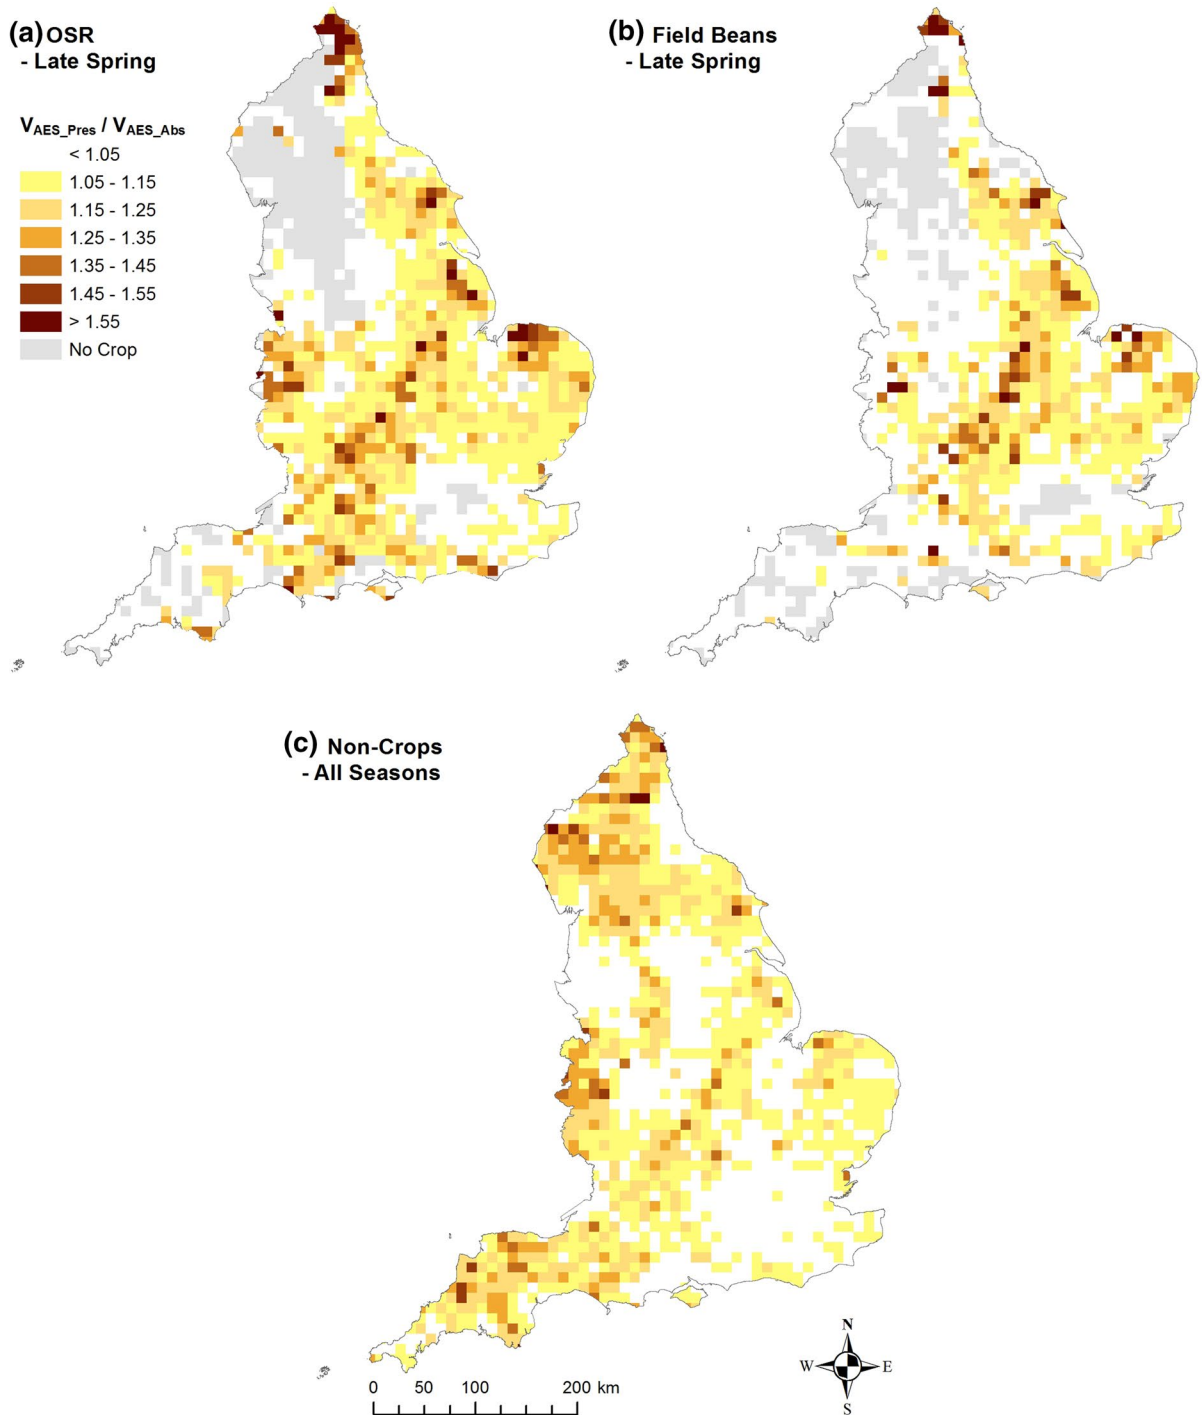 (a) OSR
- Late Spring
V_AES_Pres / V_AES_Abs
< 1.05
1.05 - 1.15
1.15 - 1.25
1.25 - 1.35
1.35 - 1.45
1.45 - 1.55
> 1.55
No Crop
(b) Field Beans
- Late Spring
(c) Non-Crops
- All Seasons
N
W E
S
0 50 100 200 km